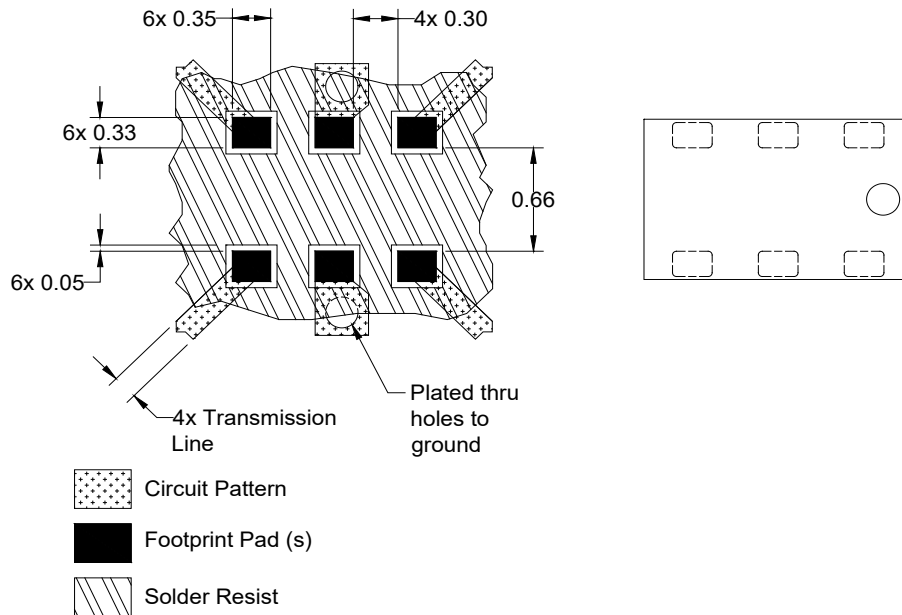 6x 0.35
4x 0.30
6x 0.33
0.66
6x 0.05
4x Transmission
Line
Plated thru
holes to
ground
Circuit Pattern
Footprint Pad (s)
Solder Resist